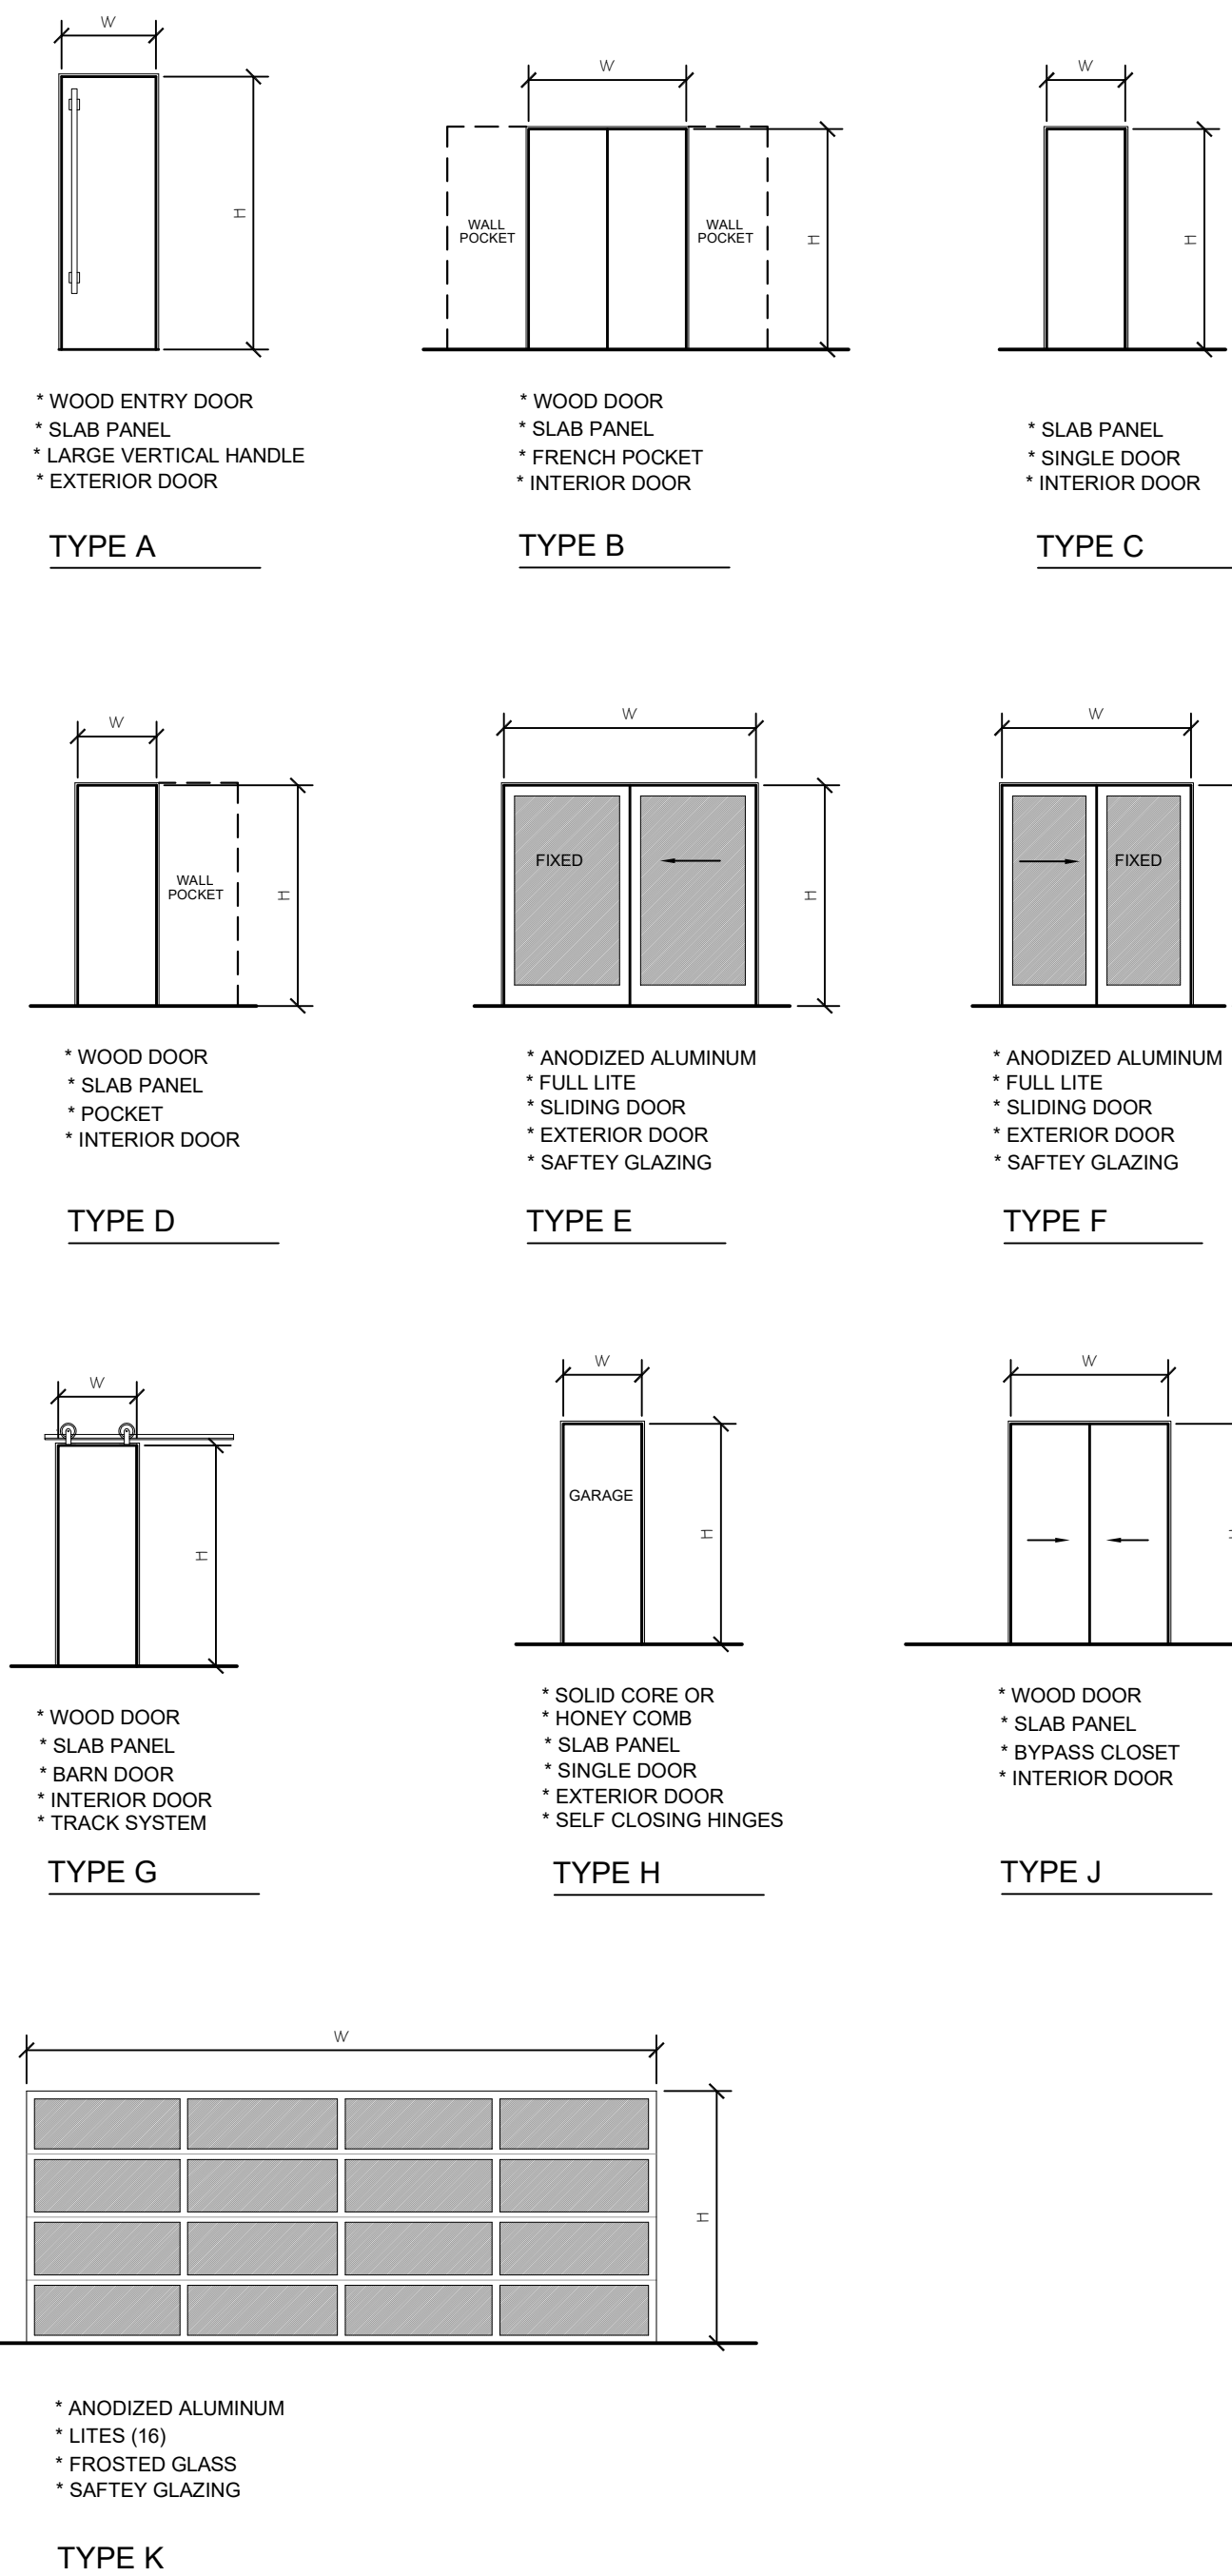 W
H
* WOOD ENTRY DOOR
* SLAB PANEL
* LARGE VERTICAL HANDLE
* EXTERIOR DOOR
TYPE A
W
WALL
POCKET
WALL
POCKET
H
* WOOD DOOR
* SLAB PANEL
* FRENCH POCKET
* INTERIOR DOOR
TYPE B
W
H
* SLAB PANEL
* SINGLE DOOR
* INTERIOR DOOR
TYPE C
W
WALL
POCKET
H
* WOOD DOOR
* SLAB PANEL
* POCKET
* INTERIOR DOOR
TYPE D
W
FIXED
H
* ANODIZED ALUMINUM
* FULL LITE
* SLIDING DOOR
* EXTERIOR DOOR
* SAFTEY GLAZING
TYPE E
W
FIXED
* ANODIZED ALUMINUM
* FULL LITE
* SLIDING DOOR
* EXTERIOR DOOR
* SAFTEY GLAZING
TYPE F
W
H
* WOOD DOOR
* SLAB PANEL
* BARN DOOR
* INTERIOR DOOR
* TRACK SYSTEM
TYPE G
W
GARAGE
H
* SOLID CORE OR
* HONEY COMB
* SLAB PANEL
* SINGLE DOOR
* EXTERIOR DOOR
* SELF CLOSING HINGES
TYPE H
W
* WOOD DOOR
* SLAB PANEL
* BYPASS CLOSET
* INTERIOR DOOR
TYPE J
W
H
* ANODIZED ALUMINUM
* LITES (16)
* FROSTED GLASS
* SAFTEY GLAZING
TYPE K